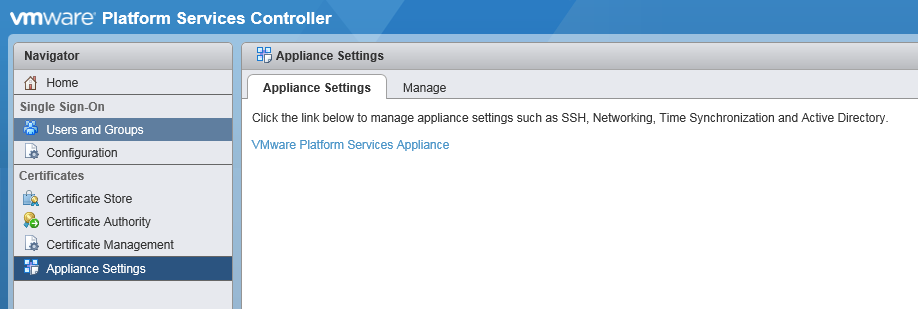 vmware Platform Services Controller
Navigator
Home
Single Sign-On
Users and Groups
Configuration
Certificates
Certificate Store
Certificate Authority
Certificate Management
Appliance Settings
Appliance Settings
Appliance Settings
Manage
Click the link below to manage appliance settings such as SSH, Networking, Time Synchronization and Active Directory.
VMware Platform Services Appliance